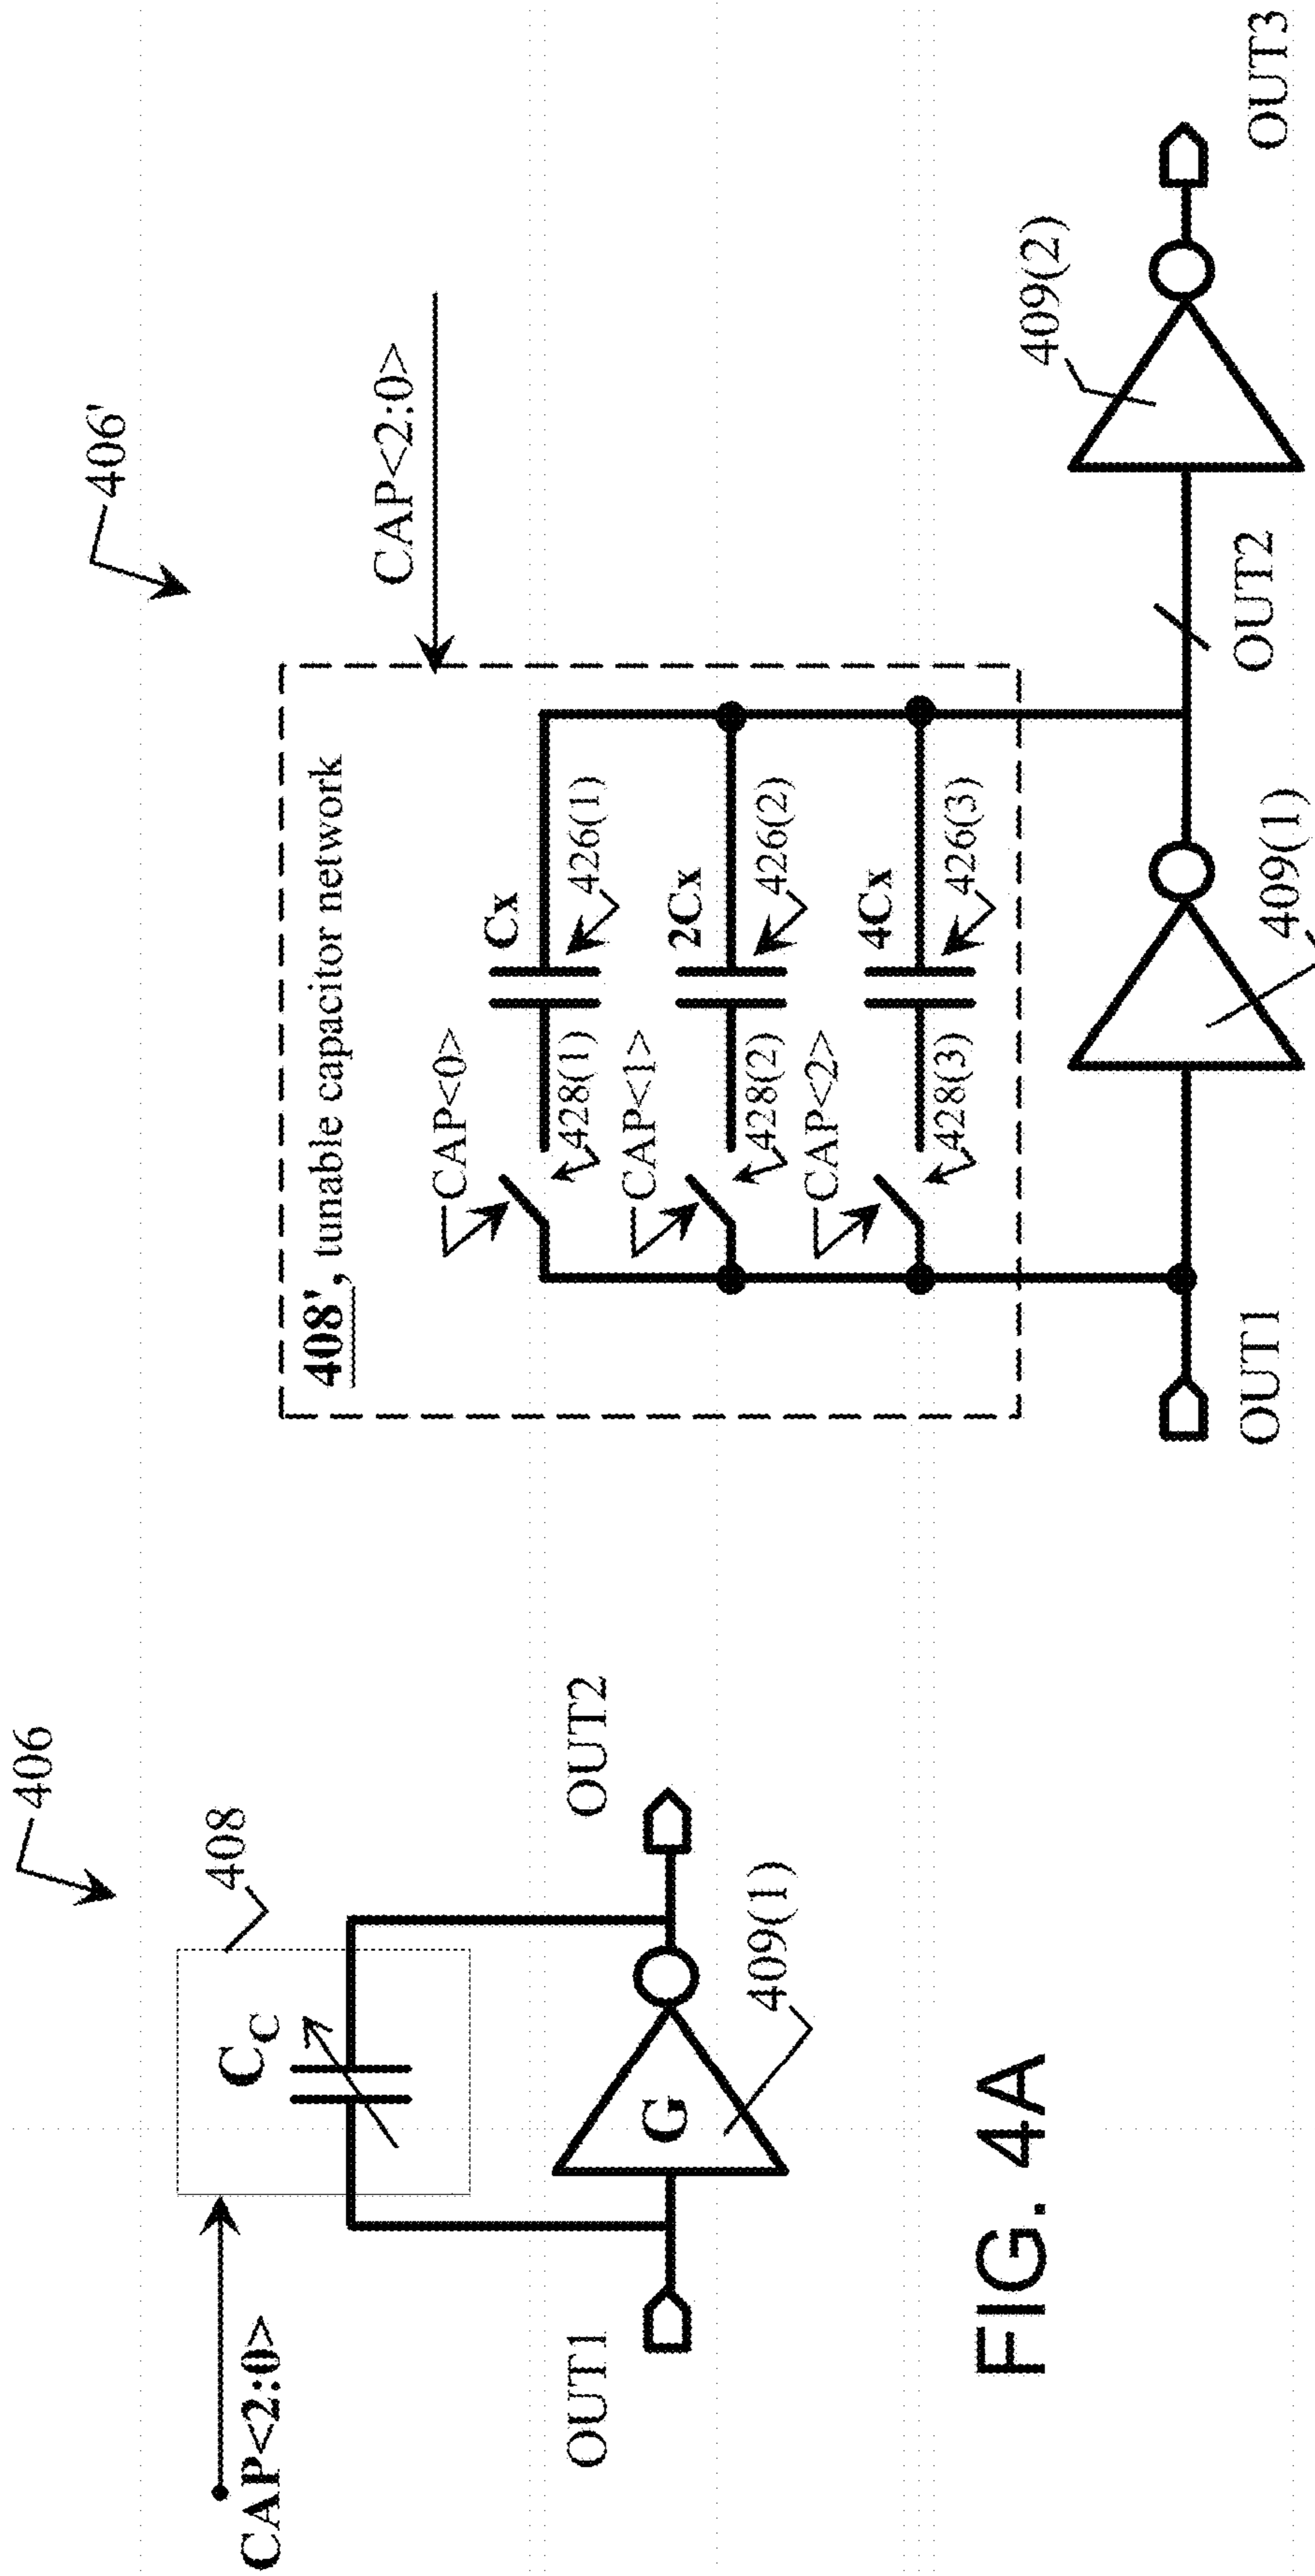 406
408
CAP<2:0>
C_C
G
OUT1
OUT2
409(1)
FIG. 4A
406'
CAP<2:0>
408', tunable capacitor network
CAP<0>
Cx
428(1)
426(1)
CAP<1>
2Cx
428(2)
426(2)
CAP<2>
4Cx
428(3)
426(3)
409(2)
OUT1
OUT2
OUT3
409(1)